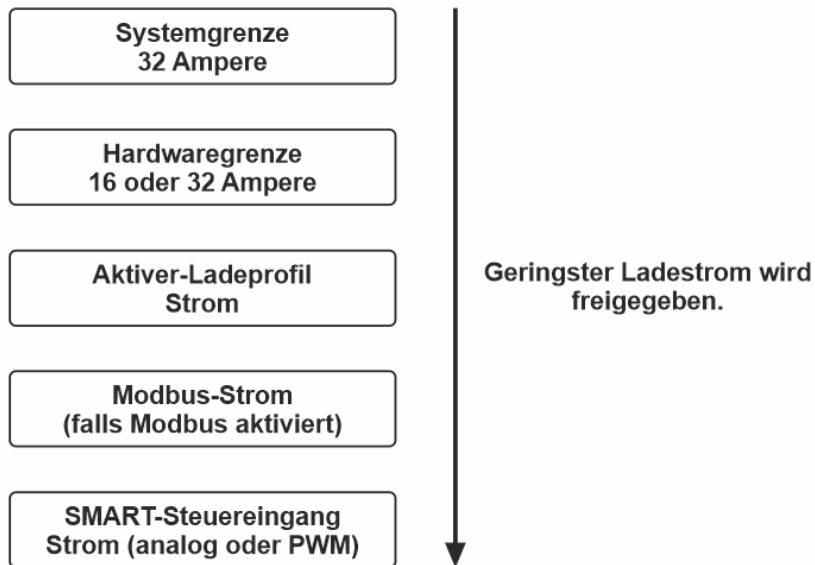 Systemgrenze
32 Ampere
Hardwaregrenze
16 oder 32 Ampere
Aktiver-Ladeprofil
Strom
Geringster Ladestrom wird
freigegeben.
Modbus-Strom
(falls Modbus aktiviert)
SMART-Steuereingang
Strom (analog oder PWM)